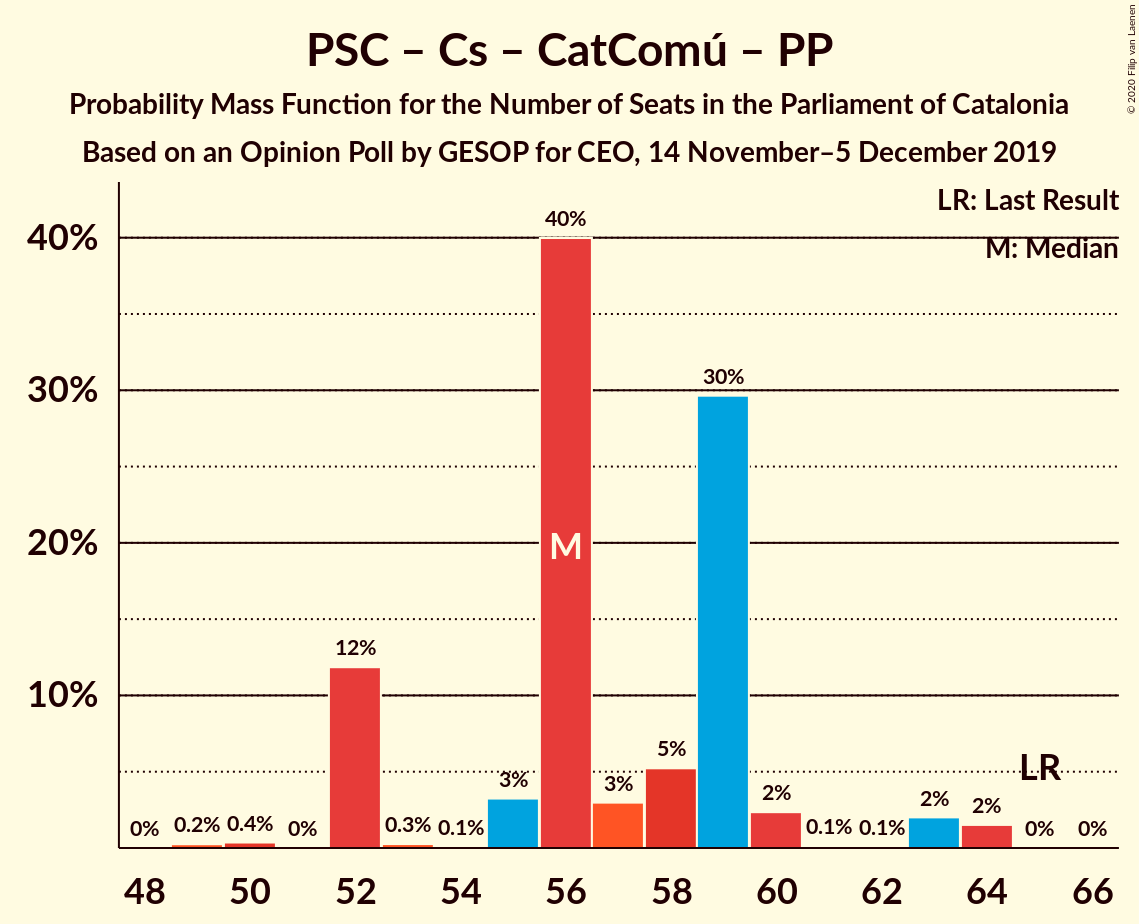 © 2020 Filip van Laenen
PSC – Cs – CatComú – PP
Probability Mass Function for the Number of Seats in the Parliament of Catalonia
Based on an Opinion Poll by GESOP for CEO, 14 November–5 December 2019
LR: Last Result
M: Median
40%
30%
20%
10%
0%
0.2%
0.4%
0%
12%
0.3%
0.1%
3%
40%
M
3%
5%
30%
2%
0.1%
0.1%
2%
2%
LR
0%
0%
48 50 52 54 56 58 60 62 64 66